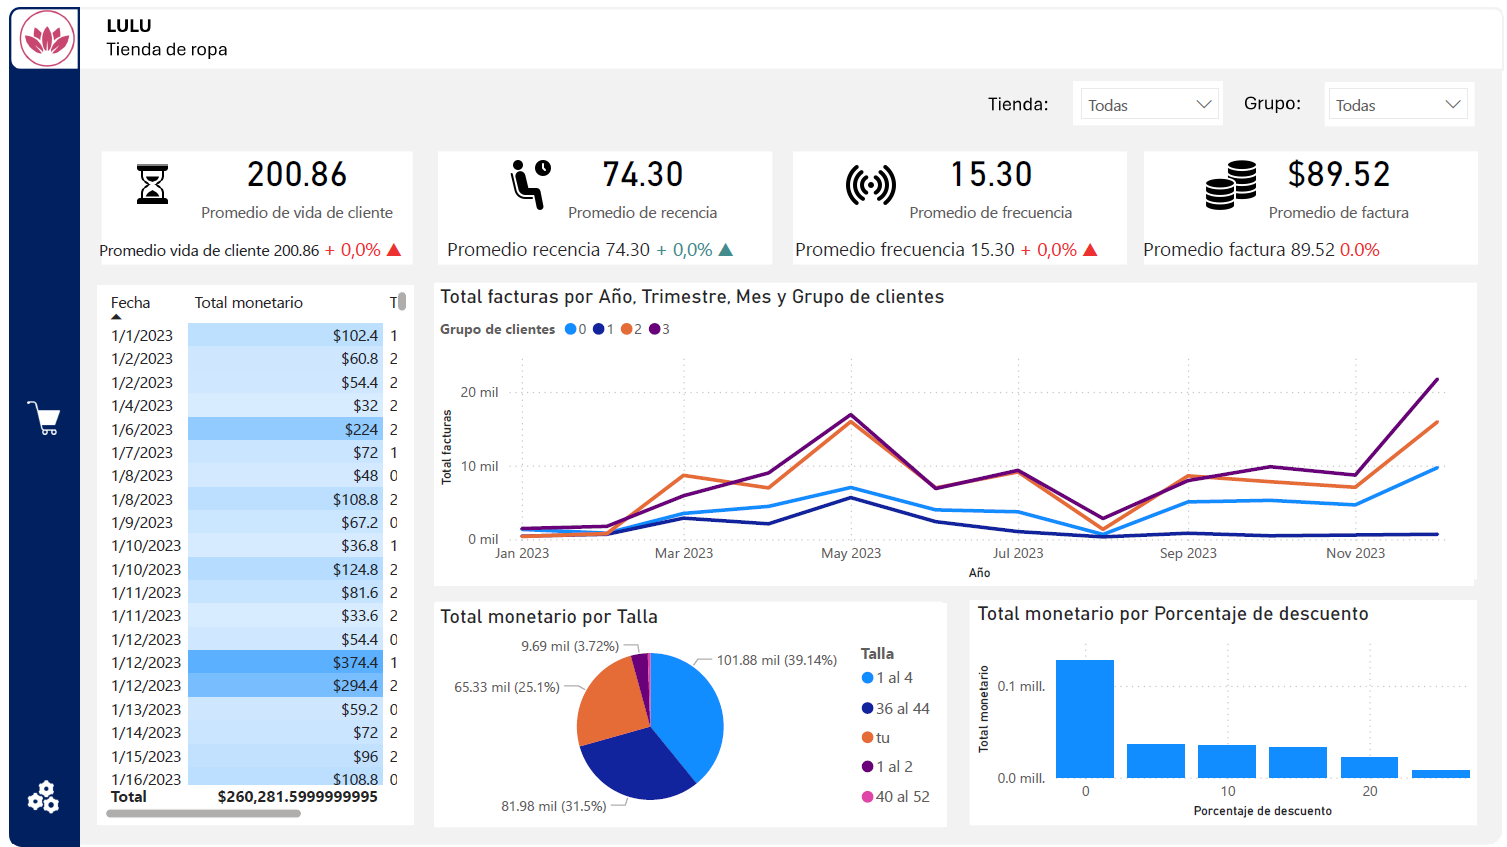 LULU
Tienda de ropa
Tienda: Todas Grupo: Todas
200.86
Promedio de vida de cliente
Promedio vida de cliente 200.86 + 0,0% ▲
74.30
Promedio de recencia
Promedio recencia 74.30 + 0,0% ▲
15.30
Promedio de frecuencia
Promedio frecuencia 15.30 + 0,0% ▲
$89.52
Promedio de factura
Promedio factura 89.52 0.0%
Fecha Total monetario T
1/1/2023 $102.4 1
1/2/2023 $60.8 2
1/2/2023 $54.4 2
1/4/2023 $32 2
1/6/2023 $224 2
1/7/2023 $72 1
1/8/2023 $48 0
1/8/2023 $108.8 2
1/9/2023 $67.2 0
1/10/2023 $36.8 1
1/10/2023 $124.8 2
1/11/2023 $81.6 2
1/11/2023 $33.6 2
1/12/2023 $54.4 0
1/12/2023 $374.4 1
1/12/2023 $294.4 2
1/13/2023 $59.2 0
1/14/2023 $72 2
1/15/2023 $96 2
1/16/2023 $108.8 0
Total $260,281.5999999995
Total facturas por Año, Trimestre, Mes y Grupo de clientes
Grupo de clientes 0 1 2 3
Total facturas
20 mil
10 mil
0 mil
Jan 2023 Mar 2023 May 2023 Jul 2023 Sep 2023 Nov 2023
Año
Total monetario por Talla
9.69 mil (3.72%)
101.88 mil (39.14%)
65.33 mil (25.1%)
81.98 mil (31.5%)
Talla
1 al 4
36 al 44
tu
1 al 2
40 al 52
Total monetario por Porcentaje de descuento
Total monetario
0.1 mill.
0.0 mill.
0 10 20
Porcentaje de descuento